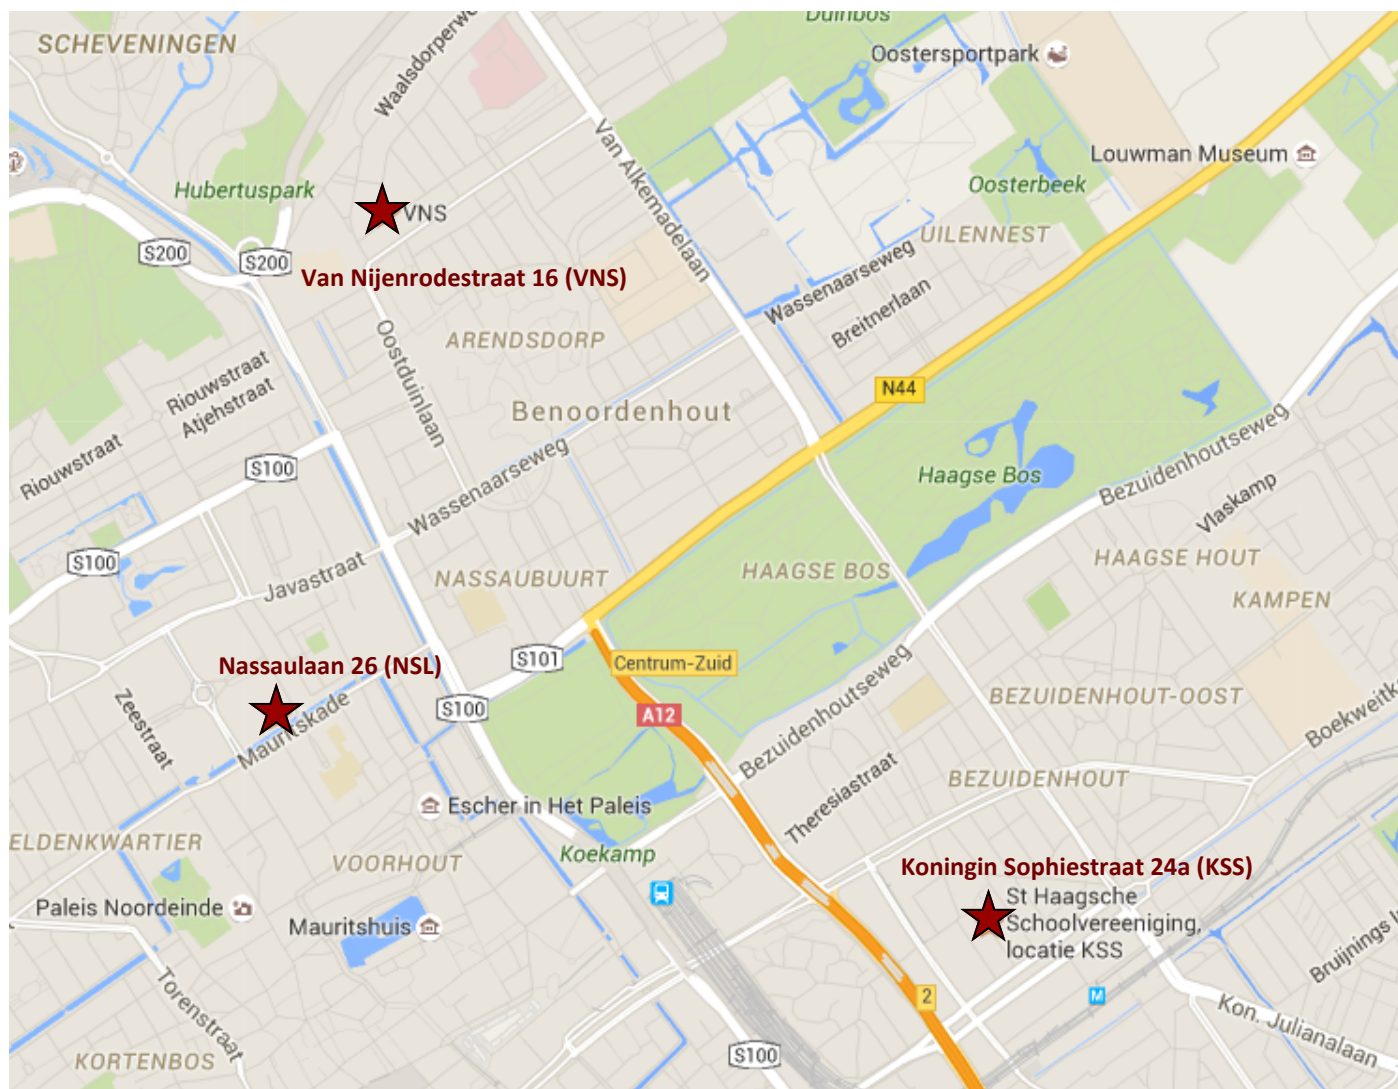 Duinbos
SCHEVENINGEN
Oostersportpark
Waalsdorperwe
Van Alkemadelaan
Louwman Museum
Hubertuspark
Oosterbeek
VNS
UILENNEST
S200
S200
Van Nijenrodestraat 16 (VNS)
Wassenaarseweg
Breitnerlaan
Oostduinlaan
ARENDSDORP
Riouwstraat
Atjehstraat
N44
Benoordenhout
Riouwstraat
S100
Wassenaarseweg
Haagse Bos
Bezuidenhoutseweg
Vlaskamp
S100
Javastraat
NASSAUBUURT
HAAGSE BOS
HAAGSE HOUT
KAMPEN
Nassaulaan 26 (NSL)
S101
Centrum-Zuid
Zeestraat
Mauritskade
S100
A12
Bezuidenhoutseweg
BEZUIDENHOUT-OOST
Boekweitk
BEZUIDENHOUT
Theresiastraat
Escher in Het Paleis
ELDENKWARTIER
VOORHOUT
Koekamp
Koningin Sophiestraat 24a (KSS)
St Haagsche
Schoolvereeniging,
locatie KSS
Paleis Noordeinde
Mauritshuis
Bruijnings
M
2
Torenstraat
Kon. Julianalaan
KORTENBOS
S100